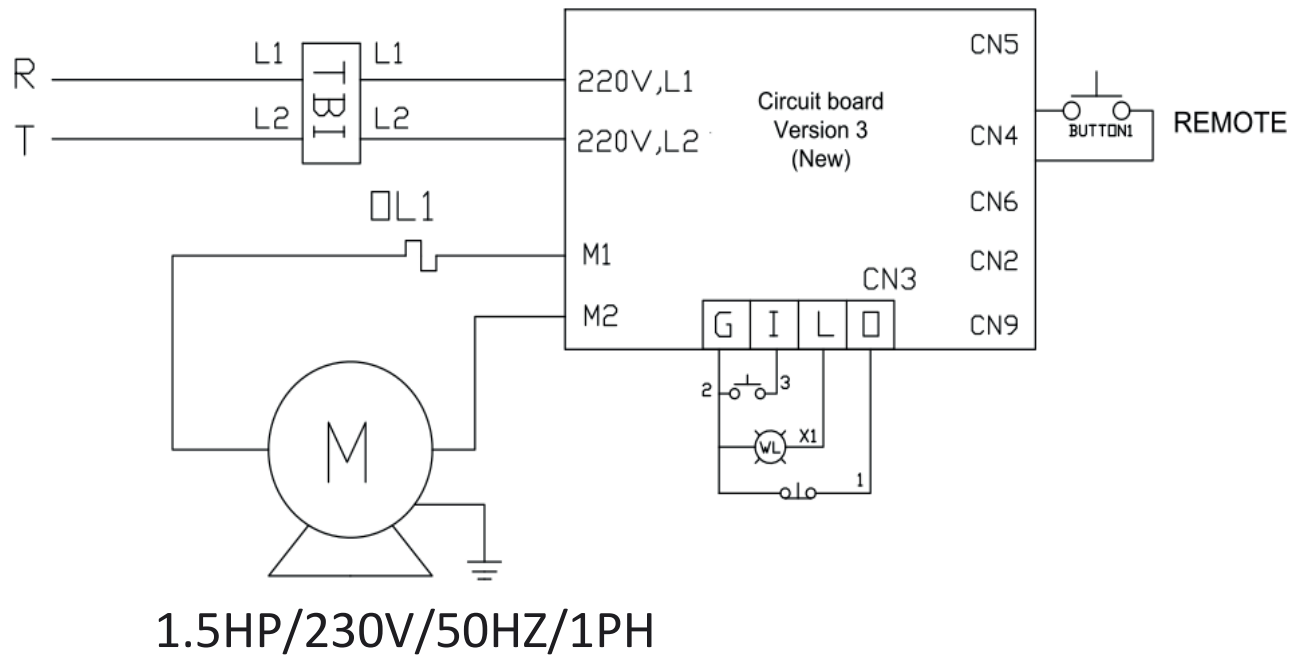 R
T
L1
L2
TBI
L1
L2
220V,L1
220V,L2
Circuit board
Version 3
(New)
CN5
CN4
CN6
CN2
CN9
BUTTON1
REMOTE
OL1
M1
M2
CN3
G I L O
2
3
WL
X1
1
M
1.5HP/230V/50HZ/1PH